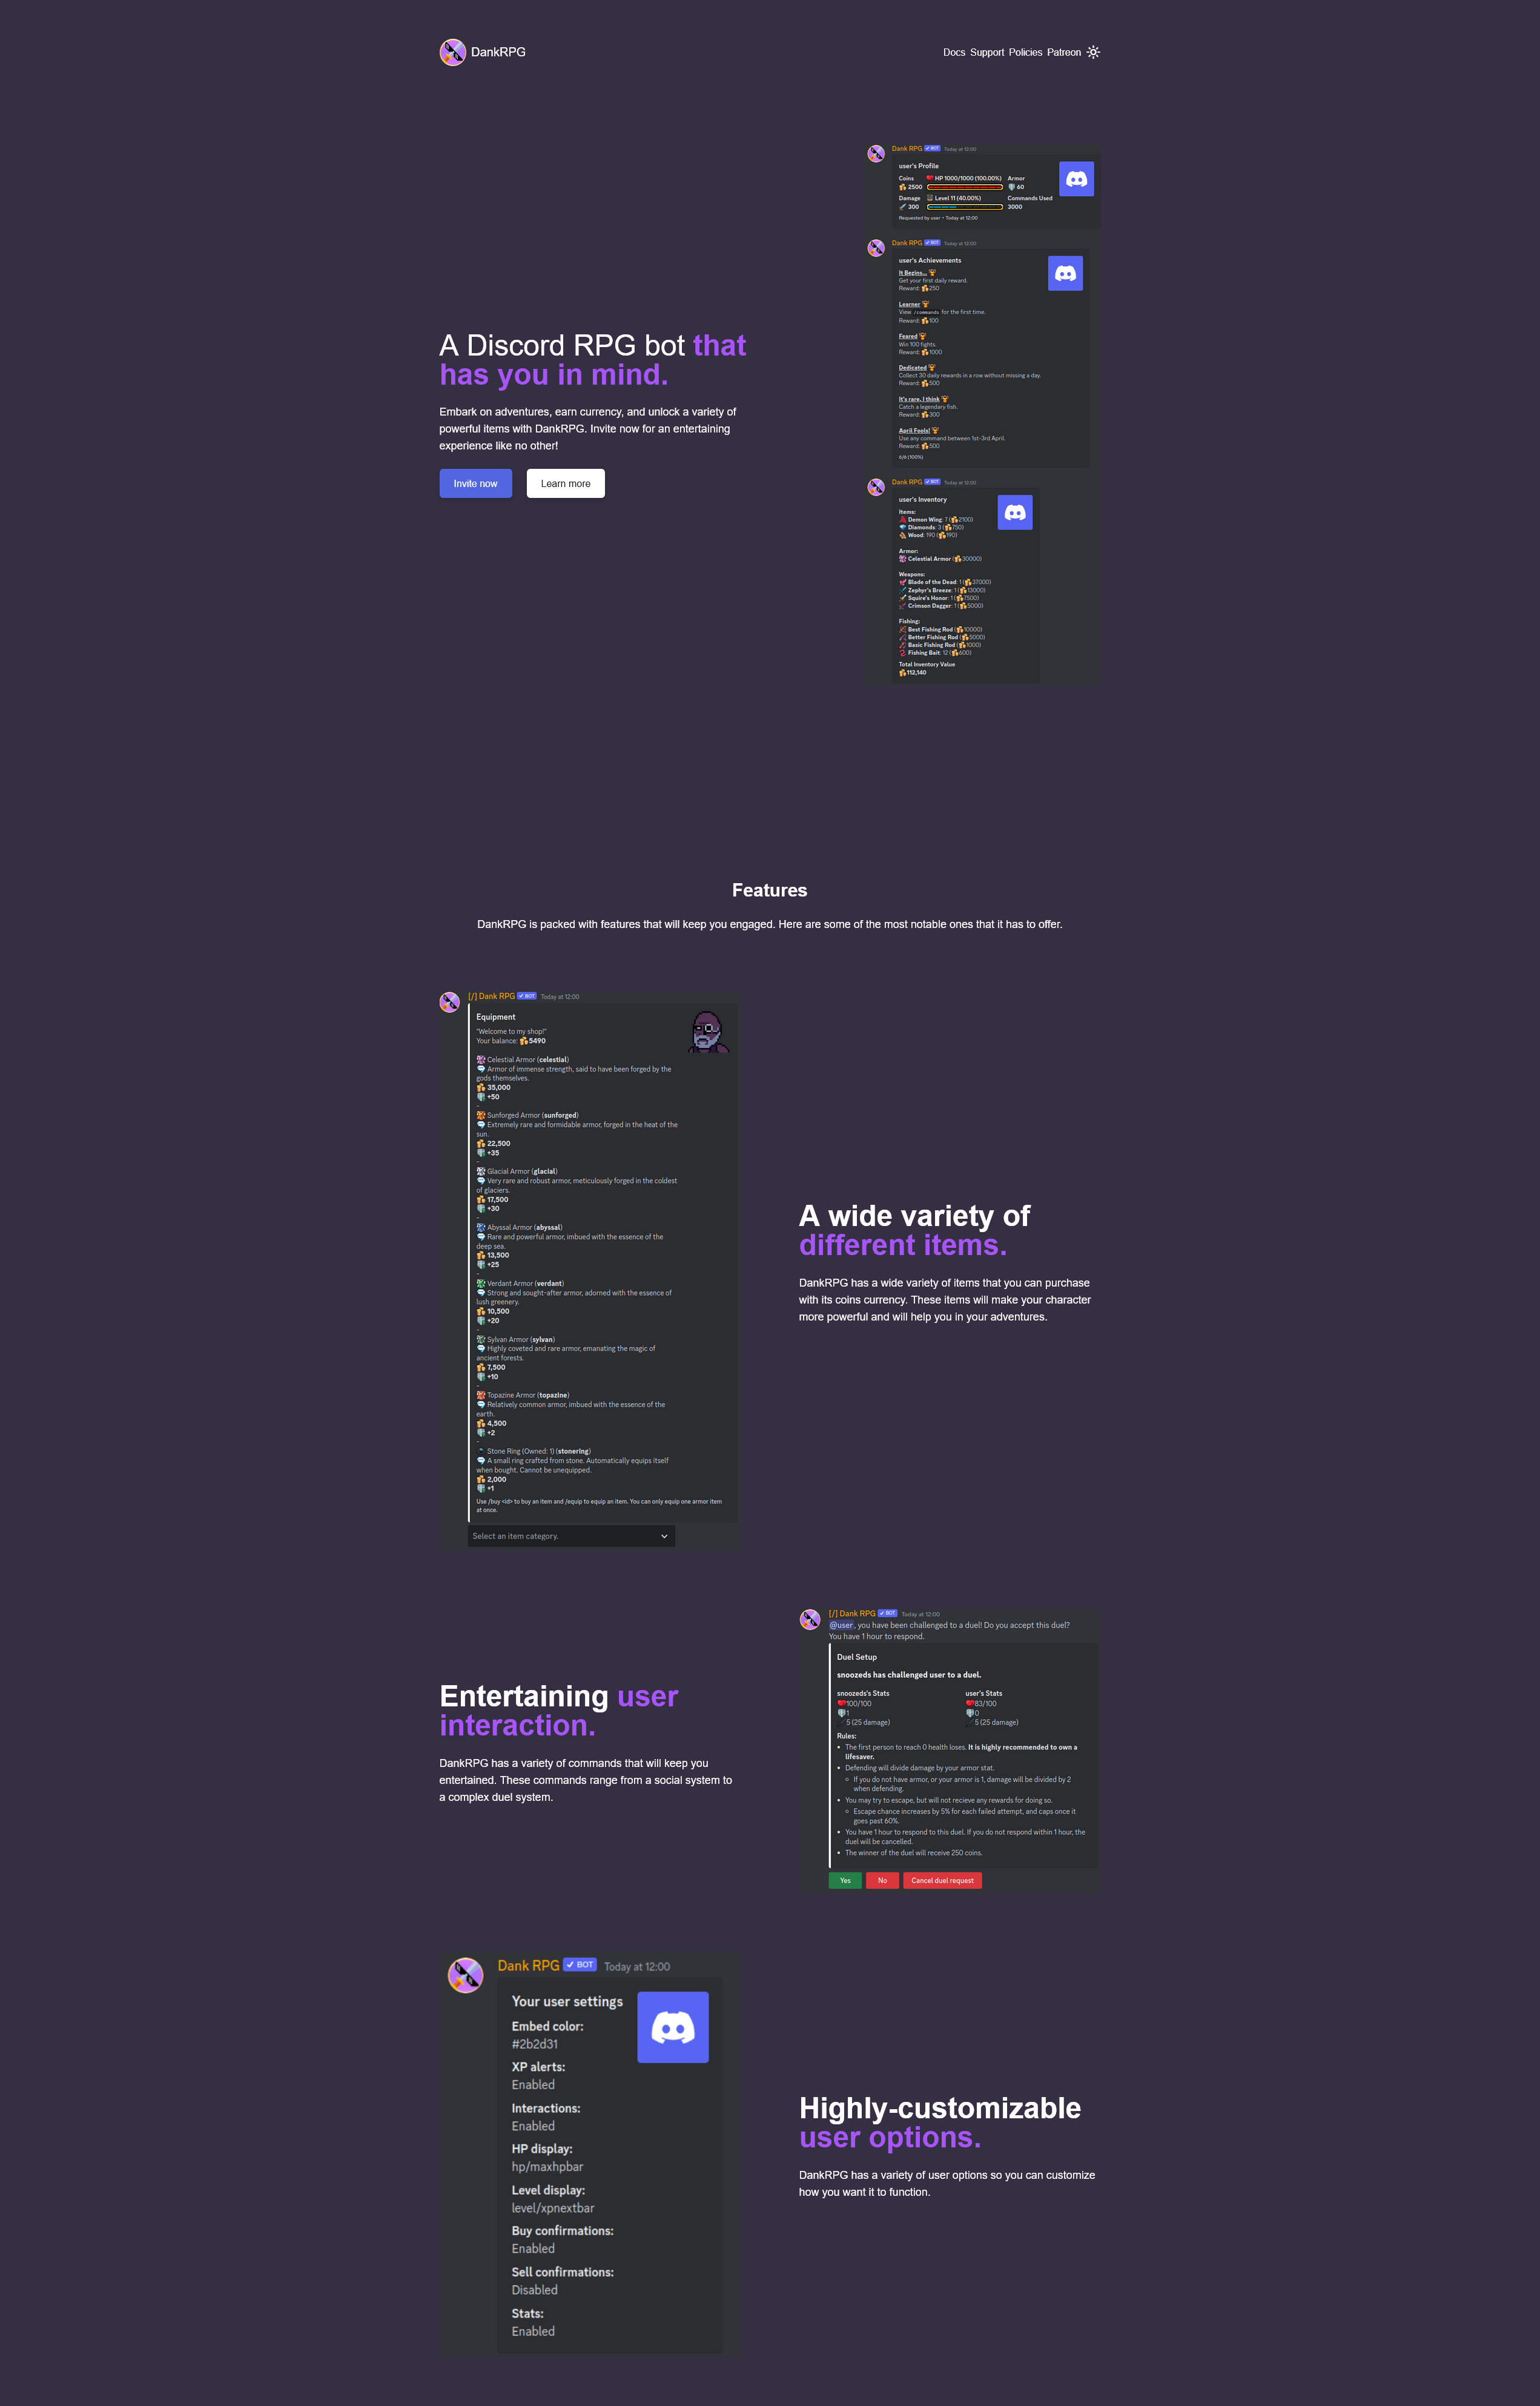 DankRPG
Docs Support Policies Patreon
A Discord RPG bot that
has you in mind.
Embark on adventures, earn currency, and unlock a variety of
powerful items with DankRPG. Invite now for an entertaining
experience like no other!
Invite now
Learn more
Dank RPG BOT Today at 12:00
user's Profile
Coins HP 1000/1000 (100.00%) Armor
2500 60
Damage Level 11 (40.00%) Commands Used
300 3000
Requested by user • Today at 12:00
Dank RPG BOT Today at 12:00
user's Achievements
It Begins...
Get your first daily reward.
Reward: 250
Learner
View /commands for the first time.
Reward: 100
Feared
Win 100 fights.
Reward: 1000
Dedicated
Collect 30 daily rewards in a row without missing a day.
Reward: 500
It's rare, I think
Catch a legendary fish.
Reward: 300
April Fools!
Use any command between 1st-3rd April.
Reward: 500
6/6 (100%)
Dank RPG BOT Today at 12:00
user's Inventory
Items:
Demon Wing: 7 (2100)
Diamonds: 3 (750)
Wood: 190 (190)
Armor:
Celestial Armor (30000)
Weapons:
Blade of the Dead: 1 (37000)
Zephyr's Breeze: 1 (13000)
Squire's Honor: 1 (7500)
Crimson Dagger: 1 (5000)
Fishing:
Best Fishing Rod (10000)
Better Fishing Rod (5000)
Basic Fishing Rod (1000)
Fishing Bait: 12 (600)
Total Inventory Value
112,140
Features
DankRPG is packed with features that will keep you engaged. Here are some of the most notable ones that it has to offer.
[/] Dank RPG BOT Today at 12:00
Equipment
"Welcome to my shop!"
Your balance: 5490
Celestial Armor (celestial)
Armor of immense strength, said to have been forged by the
gods themselves.
35,000
+50
-
Sunforged Armor (sunforged)
Extremely rare and formidable armor, forged in the heat of the
sun.
22,500
+35
-
Glacial Armor (glacial)
Very rare and robust armor, meticulously forged in the coldest
of glaciers.
17,500
+30
-
Abyssal Armor (abyssal)
Rare and powerful armor, imbued with the essence of the
deep sea.
13,500
+25
-
Verdant Armor (verdant)
Strong and sought-after armor, adorned with the essence of
lush greenery.
10,500
+20
-
Sylvan Armor (sylvan)
Highly coveted and rare armor, emanating the magic of
ancient forests.
7,500
+10
-
Topazine Armor (topazine)
Relatively common armor, imbued with the essence of the
earth.
4,500
+2
-
Stone Ring (Owned: 1) (stonering)
A small ring crafted from stone. Automatically equips itself
when bought. Cannot be unequipped.
2,000
+1
Use /buy <id> to buy an item and /equip to equip an item. You can only equip one armor item
at once.
Select an item category.
A wide variety of
different items.
DankRPG has a wide variety of items that you can purchase
with its coins currency. These items will make your character
more powerful and will help you in your adventures.
Entertaining user
interaction.
DankRPG has a variety of commands that will keep you
entertained. These commands range from a social system to
a complex duel system.
[/] Dank RPG BOT Today at 12:00
@user, you have been challenged to a duel! Do you accept this duel?
You have 1 hour to respond.
Duel Setup
snoozeds has challenged user to a duel.
snoozeds's Stats user's Stats
100/100 83/100
1 0
5 (25 damage) 5 (25 damage)
Rules:
• The first person to reach 0 health loses. It is highly recommended to own a
lifesaver.
• Defending will divide damage by your armor stat.
◦ If you do not have armor, or your armor is 1, damage will be divided by 2
when defending.
• You may try to escape, but will not recieve any rewards for doing so.
◦ Escape chance increases by 5% for each failed attempt, and caps once it
goes past 60%.
• You have 1 hour to respond to this duel. If you do not respond within 1 hour, the
duel will be cancelled.
• The winner of the duel will receive 250 coins.
Yes
No
Cancel duel request
Dank RPG BOT Today at 12:00
Your user settings
Embed color:
#2b2d31
XP alerts:
Enabled
Interactions:
Enabled
HP display:
hp/maxhpbar
Level display:
level/xpnextbar
Buy confirmations:
Enabled
Sell confirmations:
Disabled
Stats:
Enabled
Highly-customizable
user options.
DankRPG has a variety of user options so you can customize
how you want it to function.